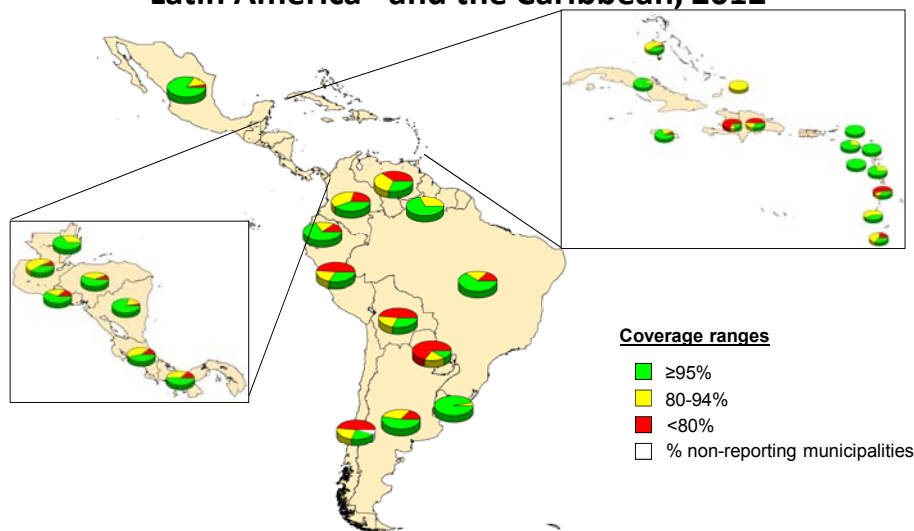 Latin America and the Caribbean, 2012
Coverage ranges
≥95%
80-94%
<80%
% non-reporting municipalities